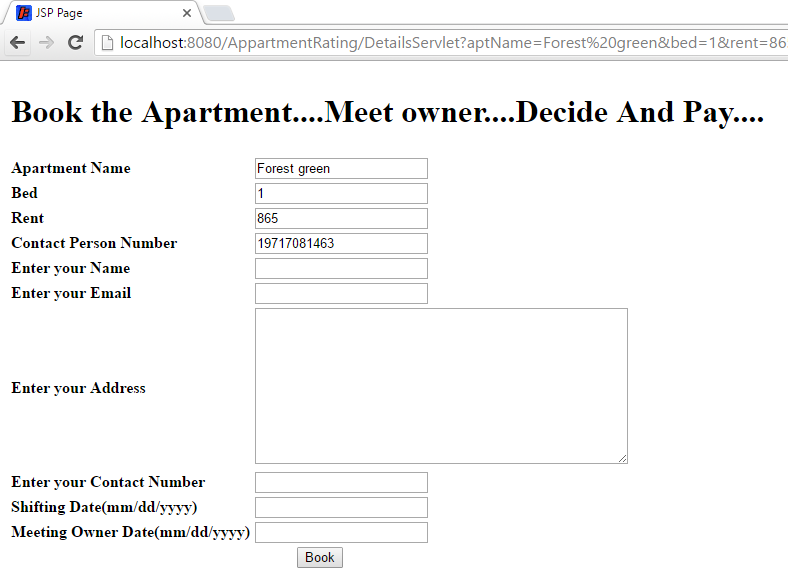 JSP Page
localhost:8080/AppartmentRating/DetailsServlet?aptName=Forest%20green&bed=1&rent=865
Book the Apartment....Meet owner....Decide And Pay....
Apartment Name Forest green
Bed 1
Rent 865
Contact Person Number 19717081463
Enter your Name
Enter your Email
Enter your Address
Enter your Contact Number
Shifting Date(mm/dd/yyyy)
Meeting Owner Date(mm/dd/yyyy)
Book